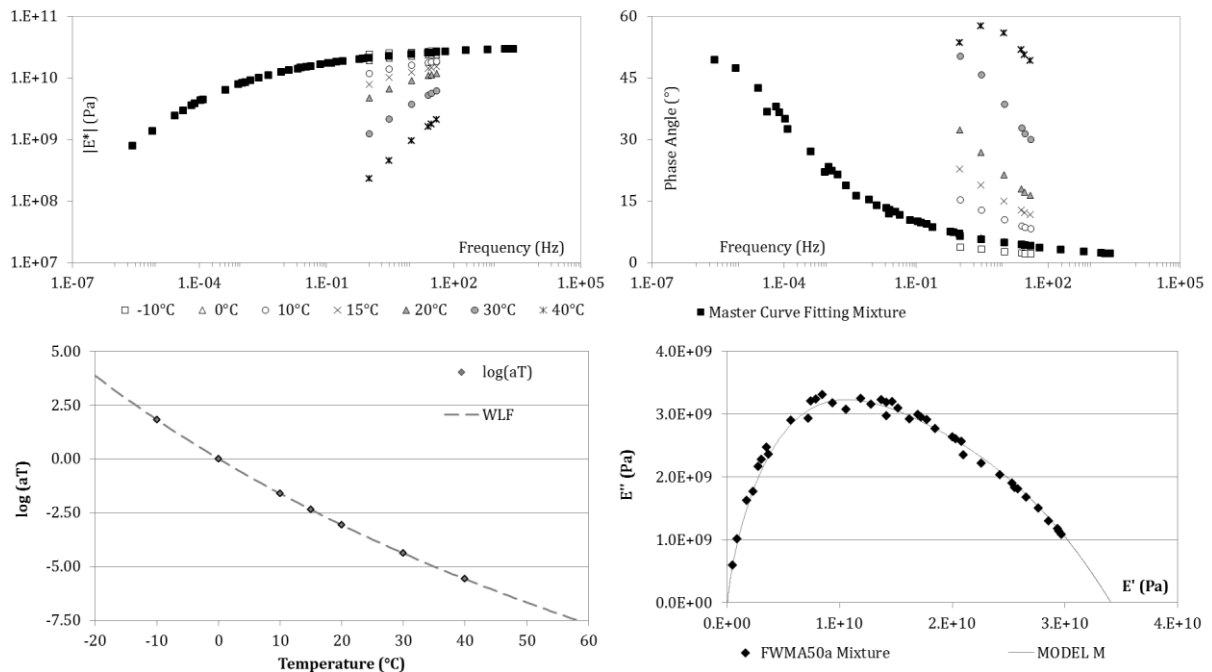 1.E+11
1.E+10
1.E+09
1.E+08
1.E+07
|E*| (Pa)
Frequency (Hz)
1.E-07 1.E-04 1.E-01 1.E+02 1.E+05
-10°C 0°C 10°C 15°C 20°C 30°C 40°C
60
45
30
15
0
Phase Angle (°)
Frequency (Hz)
1.E-07 1.E-04 1.E-01 1.E+02 1.E+05
Master Curve Fitting Mixture
5.00
2.50
0.00
-2.50
-5.00
-7.50
log (aT)
log(aT)
WLF
-20 -10 0 10 20 30 40 50 60
Temperature (°C)
4.0E+09
3.0E+09
2.0E+09
1.0E+09
0.0E+00
E'' (Pa)
E' (Pa)
0.E+00 1.E+10 2.E+10 3.E+10 4.E+10
FWMA50a Mixture MODEL M